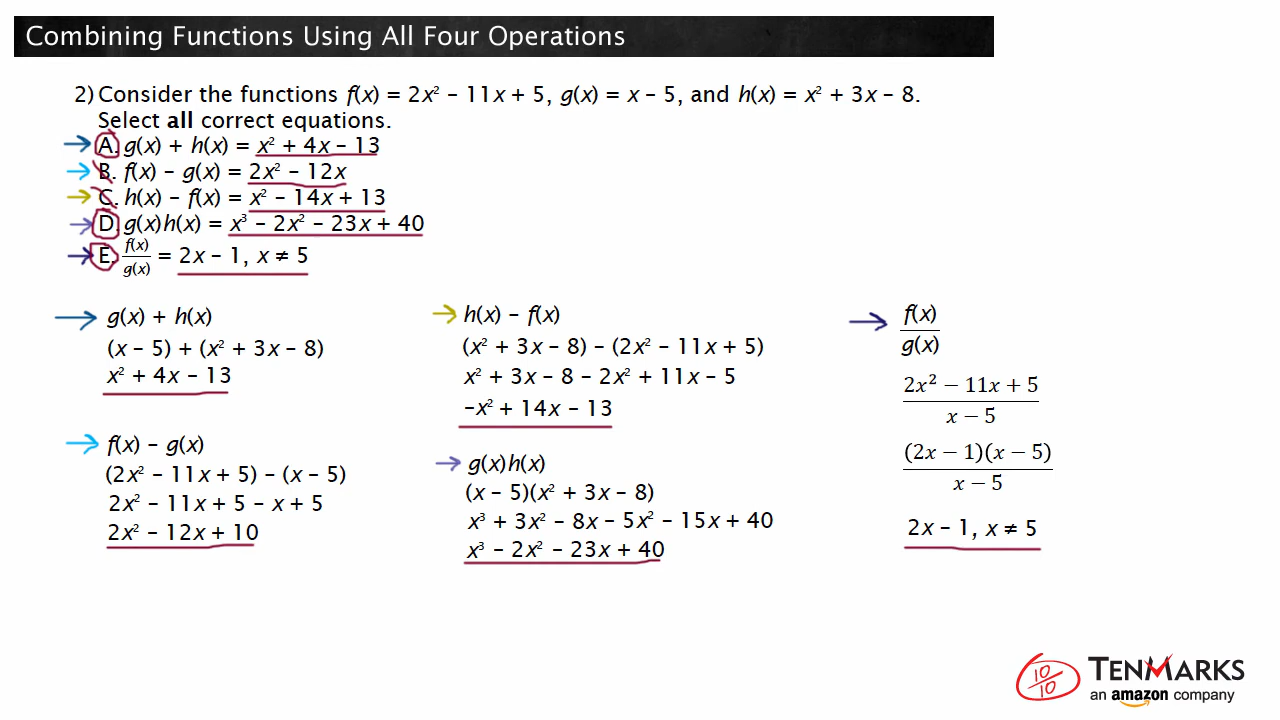 Combining Functions Using All Four Operations
2) Consider the functions f(x) = 2x² – 11x + 5, g(x) = x – 5, and h(x) = x² + 3x – 8.
Select all correct equations.
A. g(x) + h(x) = x² + 4x – 13
B. f(x) – g(x) = 2x² – 12x
C. h(x) – f(x) = x² – 14x + 13
D. g(x)h(x) = x³ – 2x² – 23x + 40
E. f(x)/g(x) = 2x – 1, x ≠ 5
g(x) + h(x)
(x – 5) + (x² + 3x – 8)
x² + 4x – 13
f(x) – g(x)
(2x² – 11x + 5) – (x – 5)
2x² – 11x + 5 – x + 5
2x² – 12x + 10
h(x) – f(x)
(x² + 3x – 8) – (2x² – 11x + 5)
x² + 3x – 8 – 2x² + 11x – 5
–x² + 14x – 13
g(x)h(x)
(x – 5)(x² + 3x – 8)
x³ + 3x² – 8x – 5x² – 15x + 40
x³ – 2x² – 23x + 40
f(x)
g(x)
2x² − 11x + 5
x − 5
(2x − 1)(x − 5)
x − 5
2x – 1, x ≠ 5
10/10
TENMARKS
an amazon company